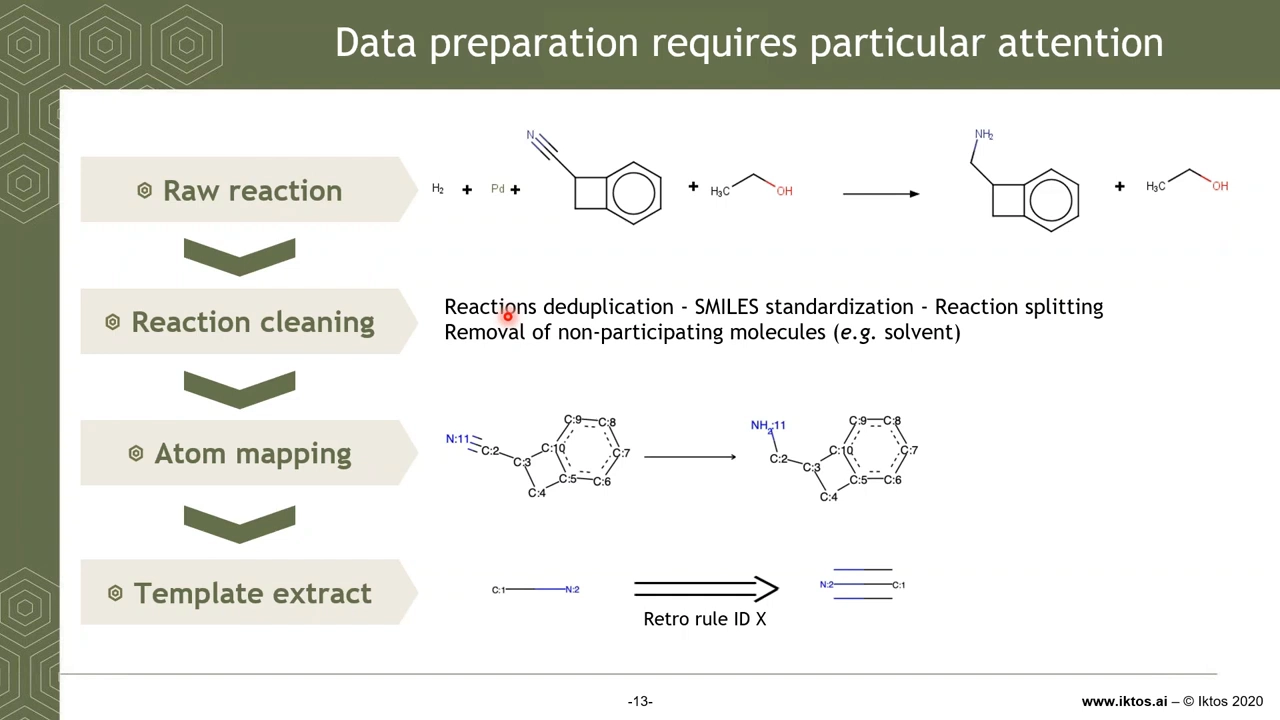 Data preparation requires particular attention
Raw reaction
H2 + Pd + N + H3C OH NH2 + H3C OH
Reaction cleaning
Reactions deduplication - SMILES standardization - Reaction splitting
Removal of non-participating molecules (e.g. solvent)
Atom mapping
N:11 C:2 C:3 C:4 C:5 C:6 C:7 C:8 C:9 C:10
NH2:11 C:2 C:3 C:4 C:5 C:6 C:7 C:8 C:9 C:10
Template extract
C:1 N:2 N:2 C:1
Retro rule ID X
-13-
www.iktos.ai – © Iktos 2020